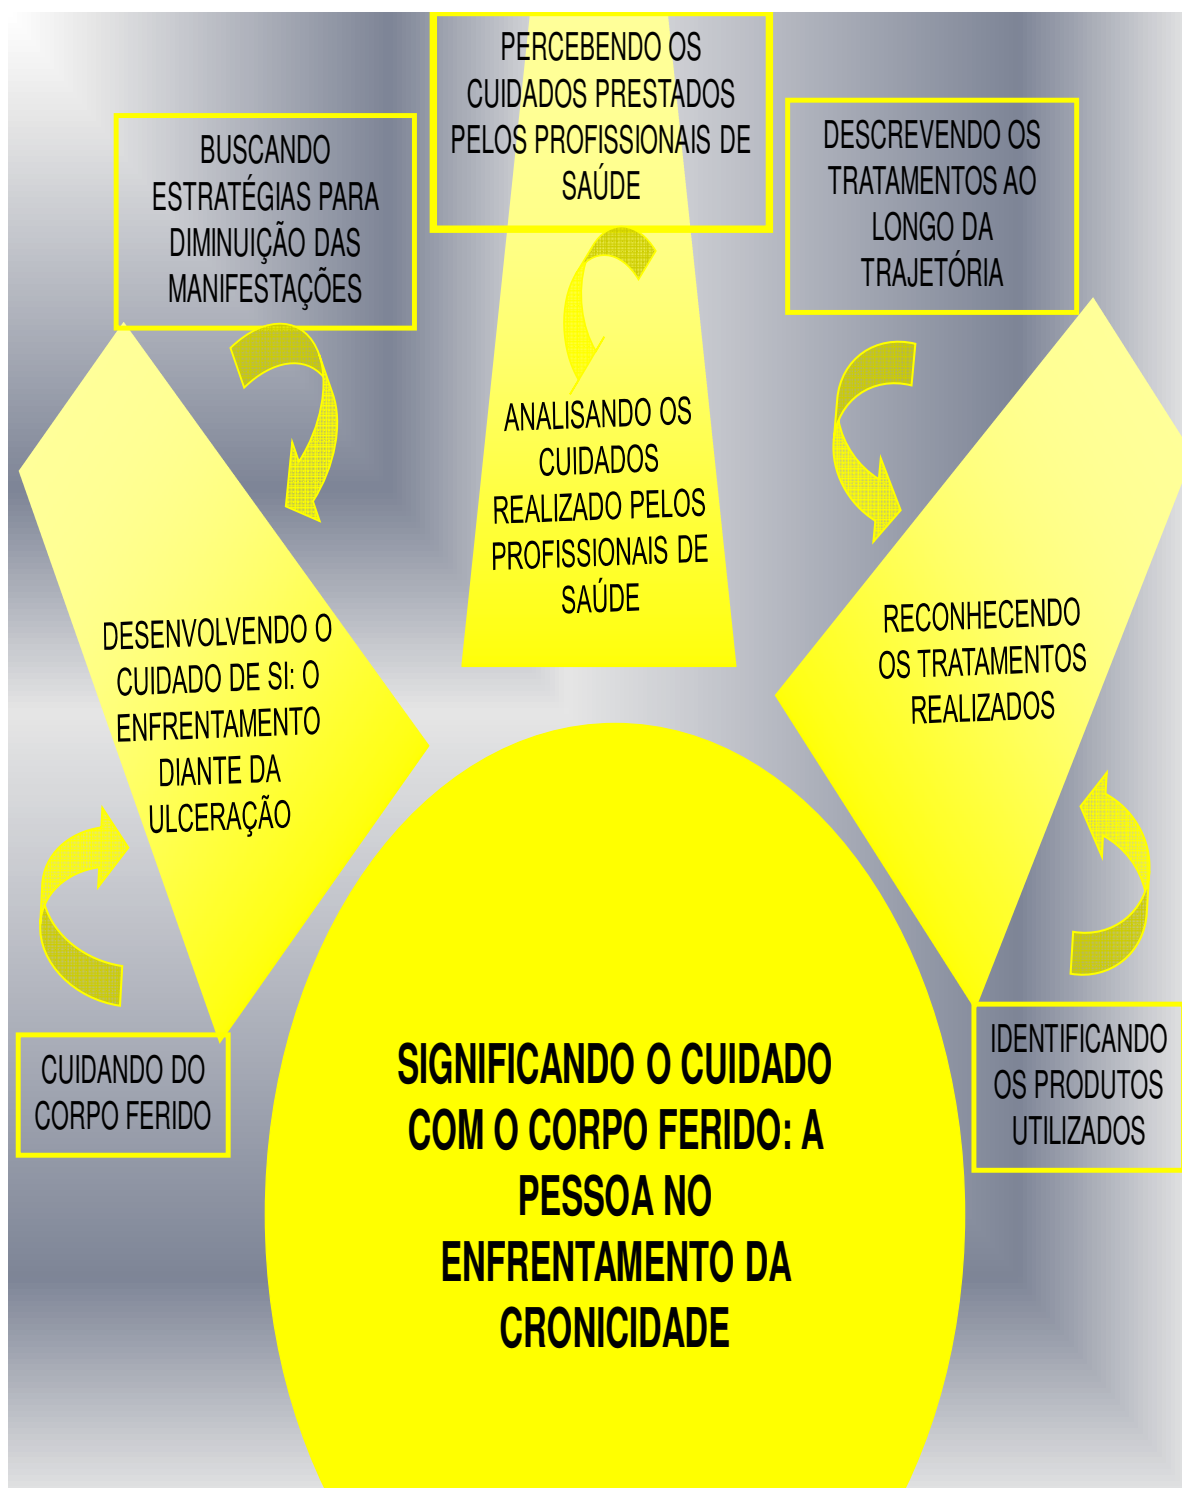 PERCEBENDO OS
CUIDADOS PRESTADOS
PELOS PROFISSIONAIS DE
SAÚDE
BUSCANDO
ESTRATÉGIAS PARA
DIMINUIÇÃO DAS
MANIFESTAÇÕES
DESCREVENDO OS
TRATAMENTOS AO
LONGO DA
TRAJETÓRIA
ANALISANDO OS
CUIDADOS
REALIZADO PELOS
PROFISSIONAIS DE
SAÚDE
DESENVOLVENDO O
CUIDADO DE SI: O
ENFRENTAMENTO
DIANTE DA
ULCERAÇÃO
RECONHECENDO
OS TRATAMENTOS
REALIZADOS
CUIDANDO DO
CORPO FERIDO
IDENTIFICANDO
OS PRODUTOS
UTILIZADOS
SIGNIFICANDO O CUIDADO
COM O CORPO FERIDO: A
PESSOA NO
ENFRENTAMENTO DA
CRONICIDADE